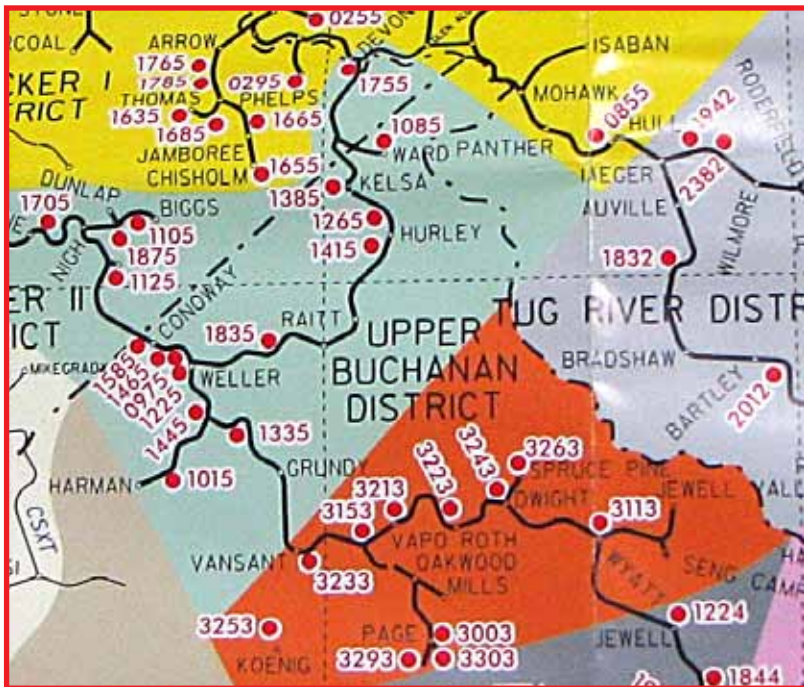 0255
DEVON
ARROW
1765
1785
0295
1755
ISABAN
MOHAWK
THOMAS
PHELPS
1635
1685
1665
JAMBOREE
CHISHOLM
1655
1085
WARD
PANTHER
0855
HULL
1942
2382
RODERFIELD
IAEGER
DUNLAP
BIGGS
1705
1105
1875
NIGH
1125
1385
KELSA
1265
HURLEY
1415
AUVILLE
WILMORE
1832
CONOWAY
1835
RAITT
UPPER
BUCHANAN
DISTRICT
TUG RIVER DISTR
BRADSHAW
BARTLEY
2012
1585
1465
0975
1225
1445
WELLER
1335
HARMAN
1015
GRUNDY
CSXT
3263
3243
3223
3213
3153
SPRUCE PINE
DWIGHT
JEWELL
3113
VANSANT
3233
VAPO ROTH
OAKWOOD
MILLS
WYATT
SENG
3253
KOENIG
PAGE
3003
3293
3303
1224
JEWELL
1844